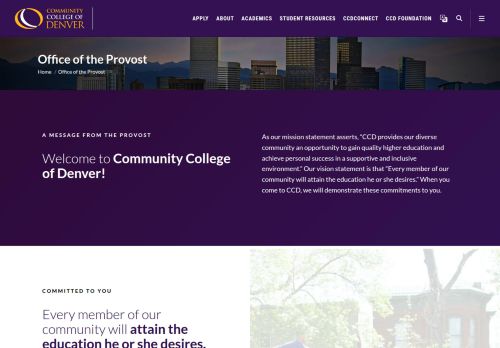 COMMUNITY
COLLEGE OF
DENVER
APPLY ABOUT ACADEMICS STUDENT RESOURCES CCDCONNECT CCD FOUNDATION
Office of the Provost
Home / Office of the Provost
A MESSAGE FROM THE PROVOST
Welcome to Community College
of Denver!
As our mission statement asserts, "CCD provides our diverse
community an opportunity to gain quality higher education and
achieve personal success in a supportive and inclusive
environment." Our vision statement is that "Every member of our
community will attain the education he or she desires." When you
come to CCD, we will demonstrate these commitments to you.
COMMITTED TO YOU
Every member of our
community will attain the
education he or she desires.